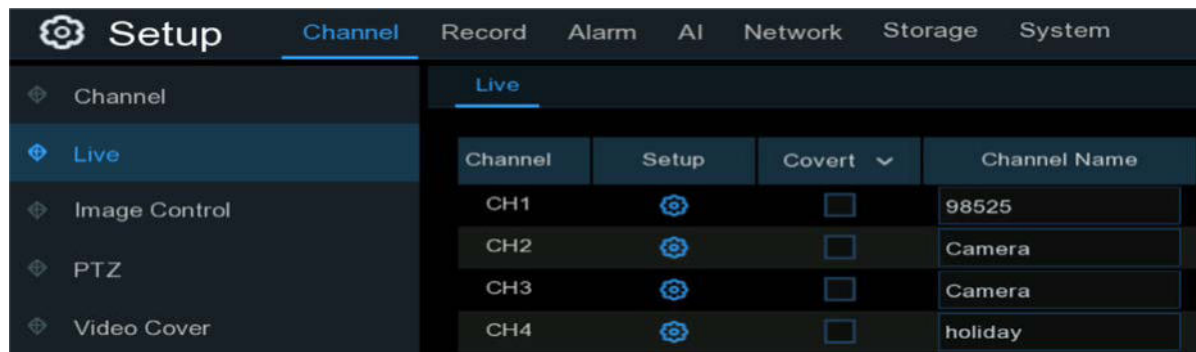 Setup Channel Record Alarm AI Network Storage System
Channel
Live
Image Control
PTZ
Video Cover
Live
Channel Setup Covert Channel Name
CH1 98525
CH2 Camera
CH3 Camera
CH4 holiday